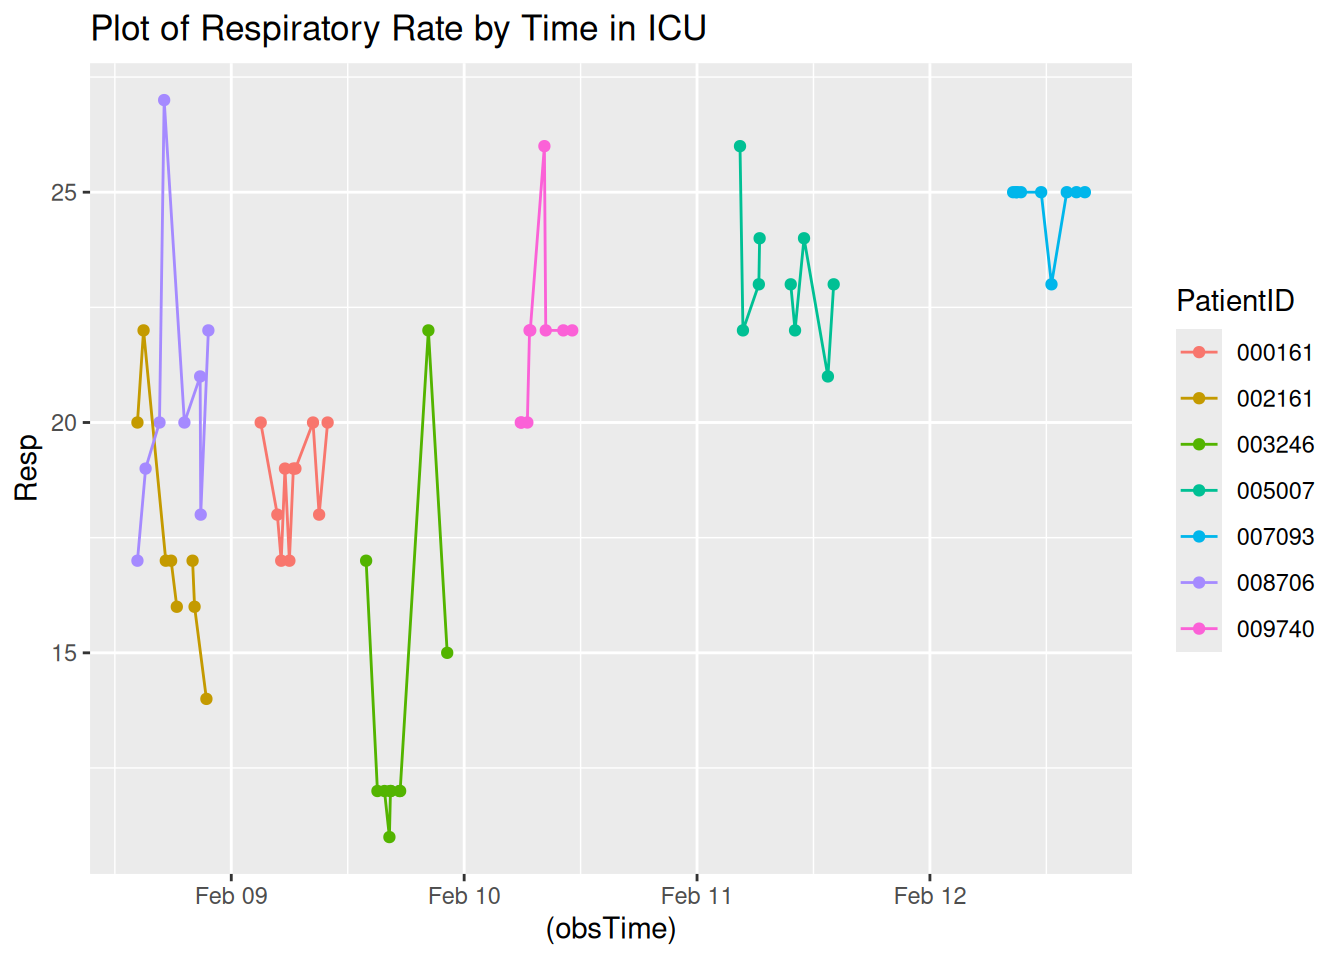 Plot of Respiratory Rate by Time in ICU
25
20
15
Resp
Feb 09
Feb 10
Feb 11
Feb 12
(obsTime)
PatientID
000161
002161
003246
005007
007093
008706
009740